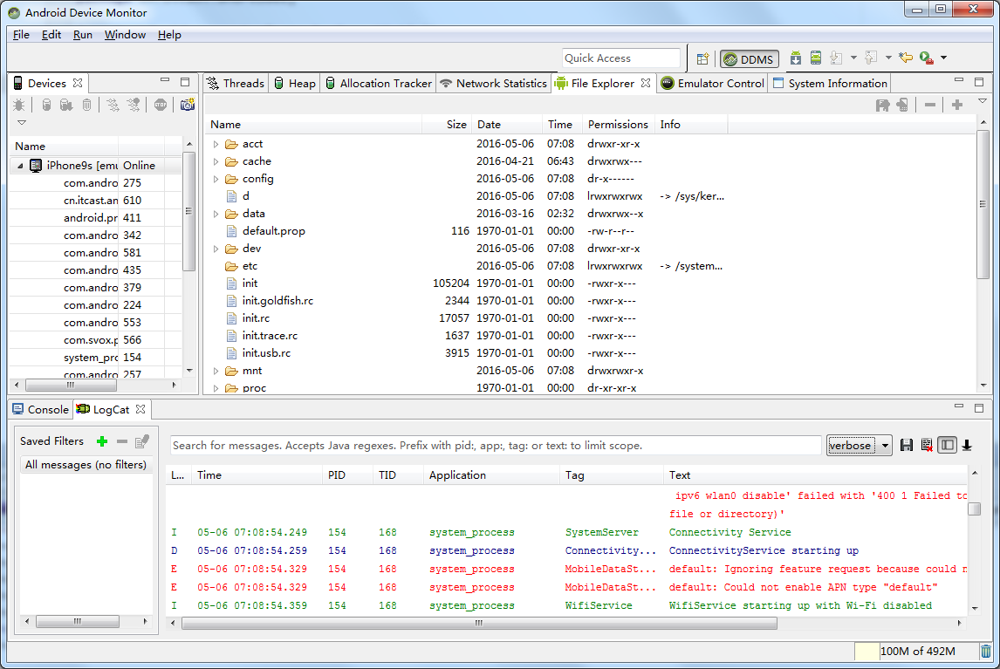 Android Device Monitor
File Edit Run Window Help
Quick Access DDMS
Devices
Name
iPhone9s [emu Online
com.andro 275
cn.itcast.an 610
android.pr 411
com.andro 342
com.andro 581
com.andro 435
com.andro 379
com.andro 224
com.andro 553
com.svox.p 566
system_pro 154
com.andro 257
Threads Heap Allocation Tracker Network Statistics File Explorer Emulator Control System Information
Name Size Date Time Permissions Info
acct 2016-05-06 07:08 drwxr-xr-x
cache 2016-04-21 06:43 drwxrwx---
config 2016-05-06 07:08 dr-x------
d 2016-05-06 07:08 lrwxrwxrwx -> /sys/ker...
data 2016-03-16 02:32 drwxrwx--x
default.prop 116 1970-01-01 00:00 -rw-r--r--
dev 2016-05-06 07:08 drwxr-xr-x
etc 2016-05-06 07:08 lrwxrwxrwx -> /system...
init 105204 1970-01-01 00:00 -rwxr-x---
init.goldfish.rc 2344 1970-01-01 00:00 -rwxr-x---
init.rc 17057 1970-01-01 00:00 -rwxr-x---
init.trace.rc 1637 1970-01-01 00:00 -rwxr-x---
init.usb.rc 3915 1970-01-01 00:00 -rwxr-x---
mnt 2016-05-06 07:08 drwxrwxr-x
proc 1970-01-01 00:00 dr-xr-xr-x
Console LogCat
Saved Filters
All messages (no filters)
Search for messages. Accepts Java regexes. Prefix with pid:, app:, tag: or text: to limit scope. verbose
L... Time PID TID Application Tag Text
ipv6 wlan0 disable' failed with '400 1 Failed to
file or directory)'
I 05-06 07:08:54.249 154 168 system_process SystemServer Connectivity Service
D 05-06 07:08:54.259 154 168 system_process Connectivity... ConnectivityService starting up
E 05-06 07:08:54.329 154 168 system_process MobileDataSt... default: Ignoring feature request because could n
E 05-06 07:08:54.329 154 168 system_process MobileDataSt... default: Could not enable APN type "default"
I 05-06 07:08:54.359 154 168 system_process WifiService WifiService starting up with Wi-Fi disabled
100M of 492M